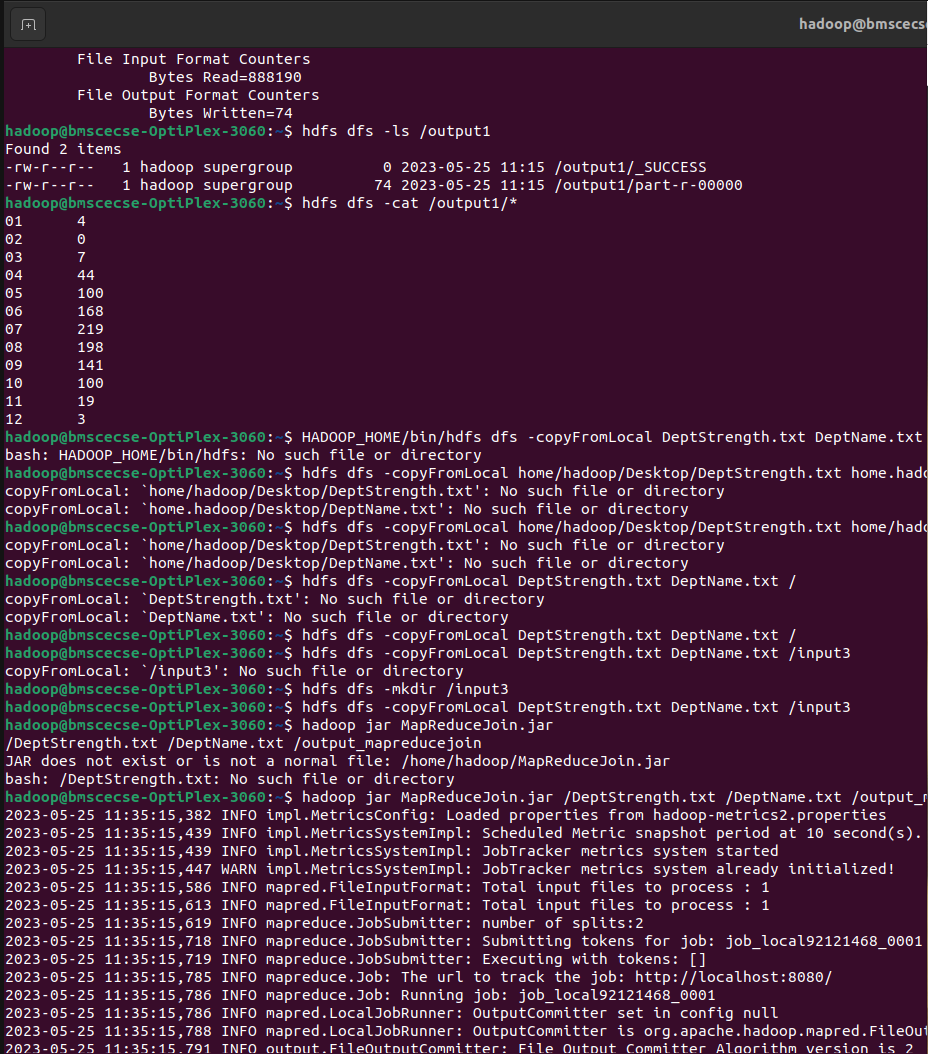 hadoop@bmscecs
File Input Format Counters
Bytes Read=888190
File Output Format Counters
Bytes Written=74
hadoop@bmscecse-OptiPlex-3060:~$ hdfs dfs -ls /output1
Found 2 items
-rw-r--r--   1 hadoop supergroup          0 2023-05-25 11:15 /output1/_SUCCESS
-rw-r--r--   1 hadoop supergroup         74 2023-05-25 11:15 /output1/part-r-00000
hadoop@bmscecse-OptiPlex-3060:~$ hdfs dfs -cat /output1/*
01      4
02      0
03      7
04      44
05      100
06      168
07      219
08      198
09      141
10      100
11      19
12      3
hadoop@bmscecse-OptiPlex-3060:~$ HADOOP_HOME/bin/hdfs dfs -copyFromLocal DeptStrength.txt DeptName.txt
bash: HADOOP_HOME/bin/hdfs: No such file or directory
hadoop@bmscecse-OptiPlex-3060:~$ hdfs dfs -copyFromLocal home/hadoop/Desktop/DeptStrength.txt home.hado
copyFromLocal: `home/hadoop/Desktop/DeptStrength.txt': No such file or directory
copyFromLocal: `home.hadoop/Desktop/DeptName.txt': No such file or directory
hadoop@bmscecse-OptiPlex-3060:~$ hdfs dfs -copyFromLocal home/hadoop/Desktop/DeptStrength.txt home/hado
copyFromLocal: `home/hadoop/Desktop/DeptStrength.txt': No such file or directory
copyFromLocal: `home/hadoop/Desktop/DeptName.txt': No such file or directory
hadoop@bmscecse-OptiPlex-3060:~$ hdfs dfs -copyFromLocal DeptStrength.txt DeptName.txt /
copyFromLocal: `DeptStrength.txt': No such file or directory
copyFromLocal: `DeptName.txt': No such file or directory
hadoop@bmscecse-OptiPlex-3060:~$ hdfs dfs -copyFromLocal DeptStrength.txt DeptName.txt /
hadoop@bmscecse-OptiPlex-3060:~$ hdfs dfs -copyFromLocal DeptStrength.txt DeptName.txt /input3
copyFromLocal: `/input3': No such file or directory
hadoop@bmscecse-OptiPlex-3060:~$ hdfs dfs -mkdir /input3
hadoop@bmscecse-OptiPlex-3060:~$ hdfs dfs -copyFromLocal DeptStrength.txt DeptName.txt /input3
hadoop@bmscecse-OptiPlex-3060:~$ hadoop jar MapReduceJoin.jar
/DeptStrength.txt /DeptName.txt /output_mapreducejoin
JAR does not exist or is not a normal file: /home/hadoop/MapReduceJoin.jar
bash: /DeptStrength.txt: No such file or directory
hadoop@bmscecse-OptiPlex-3060:~$ hadoop jar MapReduceJoin.jar /DeptStrength.txt /DeptName.txt /output_m
2023-05-25 11:35:15,382 INFO impl.MetricsConfig: Loaded properties from hadoop-metrics2.properties
2023-05-25 11:35:15,439 INFO impl.MetricsSystemImpl: Scheduled Metric snapshot period at 10 second(s).
2023-05-25 11:35:15,439 INFO impl.MetricsSystemImpl: JobTracker metrics system started
2023-05-25 11:35:15,447 WARN impl.MetricsSystemImpl: JobTracker metrics system already initialized!
2023-05-25 11:35:15,586 INFO mapred.FileInputFormat: Total input files to process : 1
2023-05-25 11:35:15,613 INFO mapred.FileInputFormat: Total input files to process : 1
2023-05-25 11:35:15,619 INFO mapreduce.JobSubmitter: number of splits:2
2023-05-25 11:35:15,718 INFO mapreduce.JobSubmitter: Submitting tokens for job: job_local92121468_0001
2023-05-25 11:35:15,719 INFO mapreduce.JobSubmitter: Executing with tokens: []
2023-05-25 11:35:15,785 INFO mapreduce.Job: The url to track the job: http://localhost:8080/
2023-05-25 11:35:15,786 INFO mapreduce.Job: Running job: job_local92121468_0001
2023-05-25 11:35:15,786 INFO mapred.LocalJobRunner: OutputCommitter set in config null
2023-05-25 11:35:15,788 INFO mapred.LocalJobRunner: OutputCommitter is org.apache.hadoop.mapred.FileOut
2023-05-25 11:35:15,791 INFO output.FileOutputCommitter: File Output Committer Algorithm version is 2